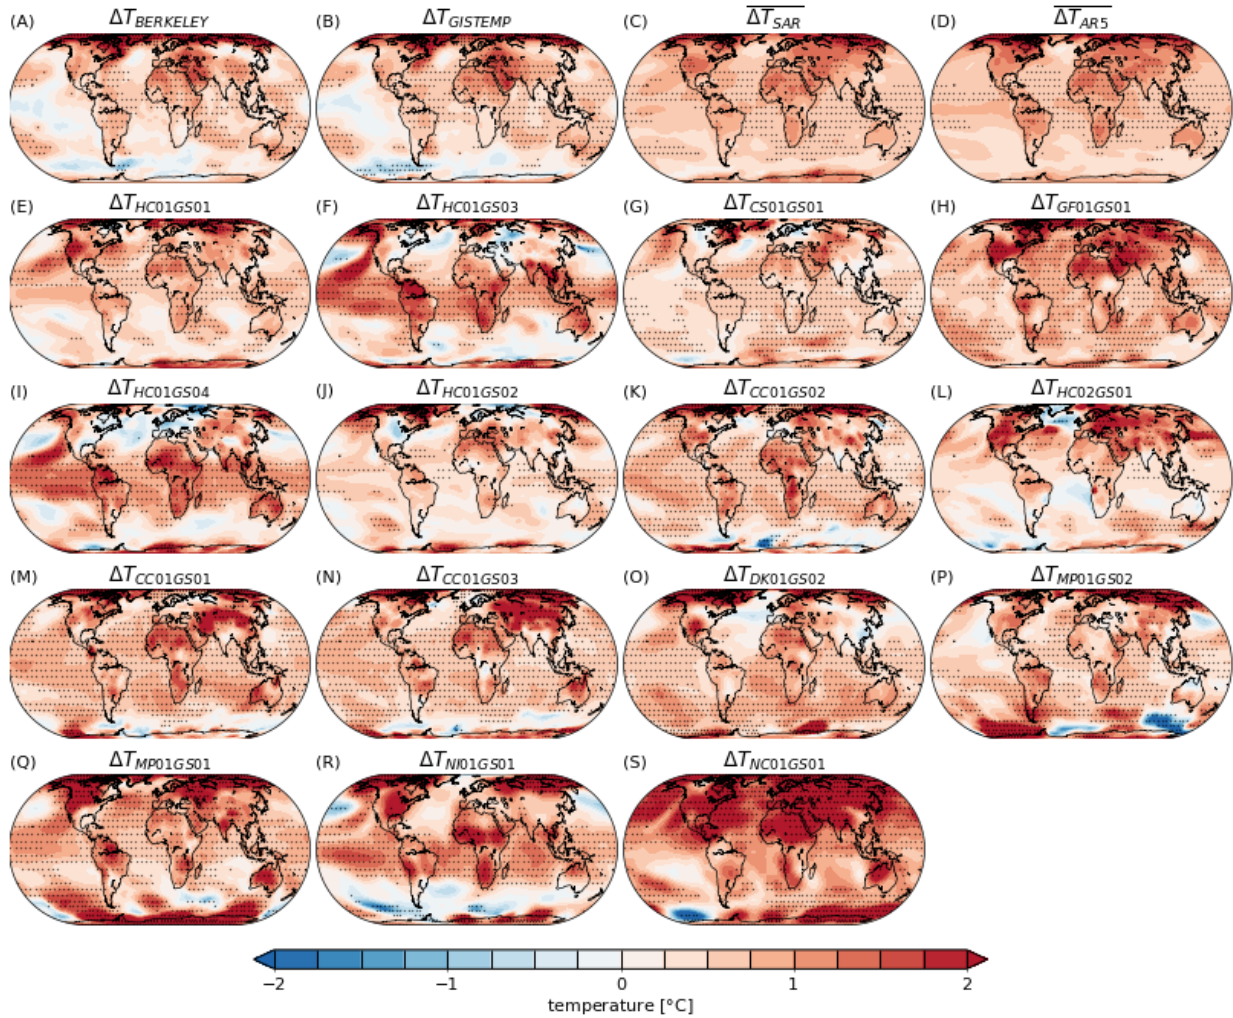 (A) ΔT_BERKELEY (B) ΔT_GISTEMP (C) ΔT_SAR (D) ΔT_AR5
(E) ΔT_HC01GS01 (F) ΔT_HC01GS03 (G) ΔT_CS01GS01 (H) ΔT_GF01GS01
(I) ΔT_HC01GS04 (J) ΔT_HC01GS02 (K) ΔT_CC01GS02 (L) ΔT_HC02GS01
(M) ΔT_CC01GS01 (N) ΔT_CC01GS03 (O) ΔT_DK01GS02 (P) ΔT_MP01GS02
(Q) ΔT_MP01GS01 (R) ΔT_NI01GS01 (S) ΔT_NC01GS01
−2 −1 0 1 2
temperature [°C]